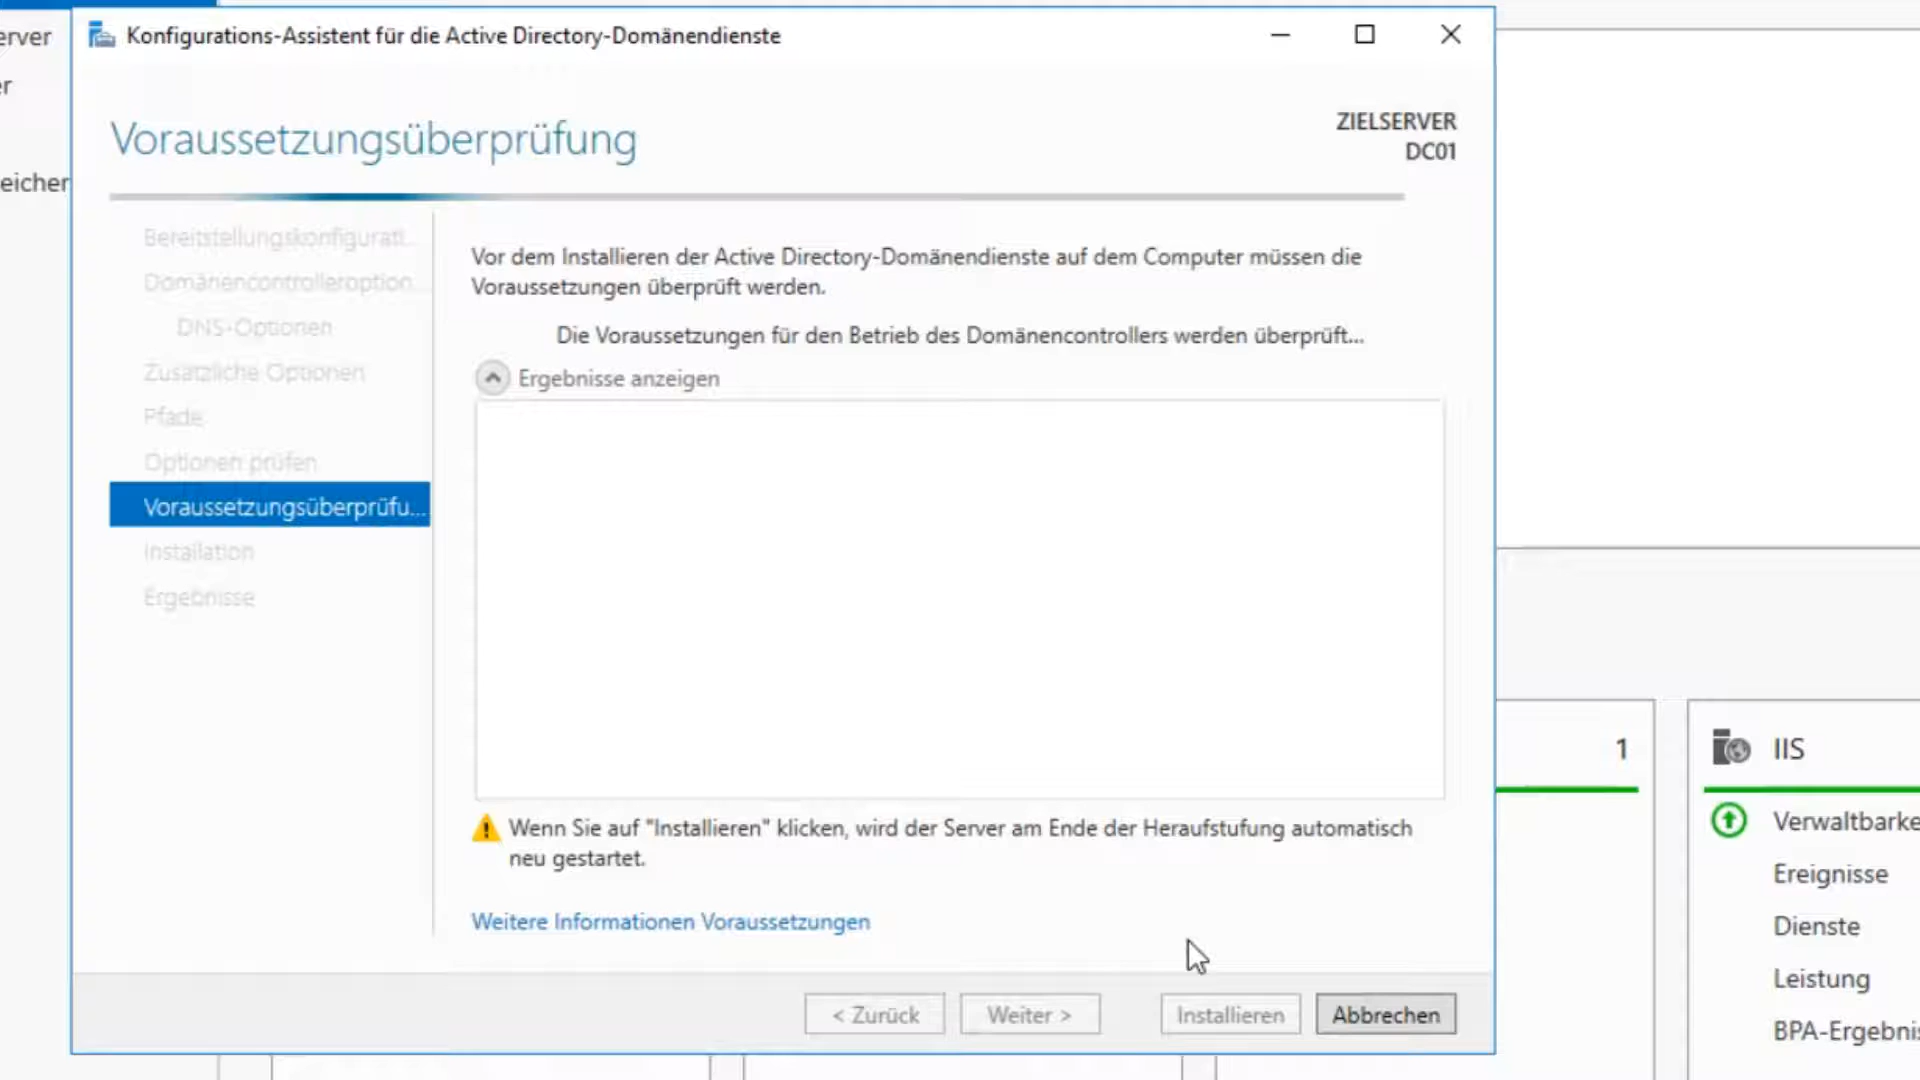 Konfigurations-Assistent für die Active Directory-Domänendienste
Voraussetzungsüberprüfung
ZIELSERVER
DC01
Bereitstellungskonfigurati...
Domänencontrolleroption...
DNS-Optionen
Zusätzliche Optionen
Pfade
Optionen prüfen
Voraussetzungsüberprüfu...
Installation
Ergebnisse
Vor dem Installieren der Active Directory-Domänendienste auf dem Computer müssen die
Voraussetzungen überprüft werden.
Die Voraussetzungen für den Betrieb des Domänencontrollers werden überprüft...
Ergebnisse anzeigen
Wenn Sie auf "Installieren" klicken, wird der Server am Ende der Heraufstufung automatisch
neu gestartet.
Weitere Informationen Voraussetzungen
< Zurück
Weiter >
Installieren
Abbrechen
erver
er
eicher
1
IIS
Verwaltbarke
Ereignisse
Dienste
Leistung
BPA-Ergebnis